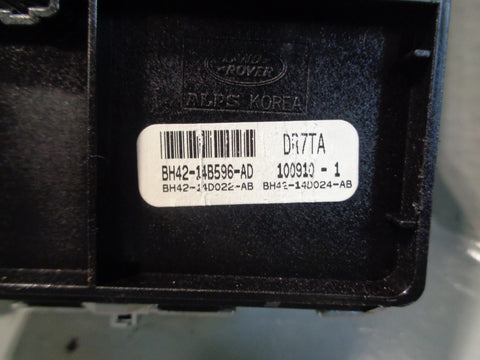 LAND
ROVER
ALPS KOREA
DR7TA
BH42-14B596-AD 100910-1
BH42-14D022-AB BH42-14D024-AB